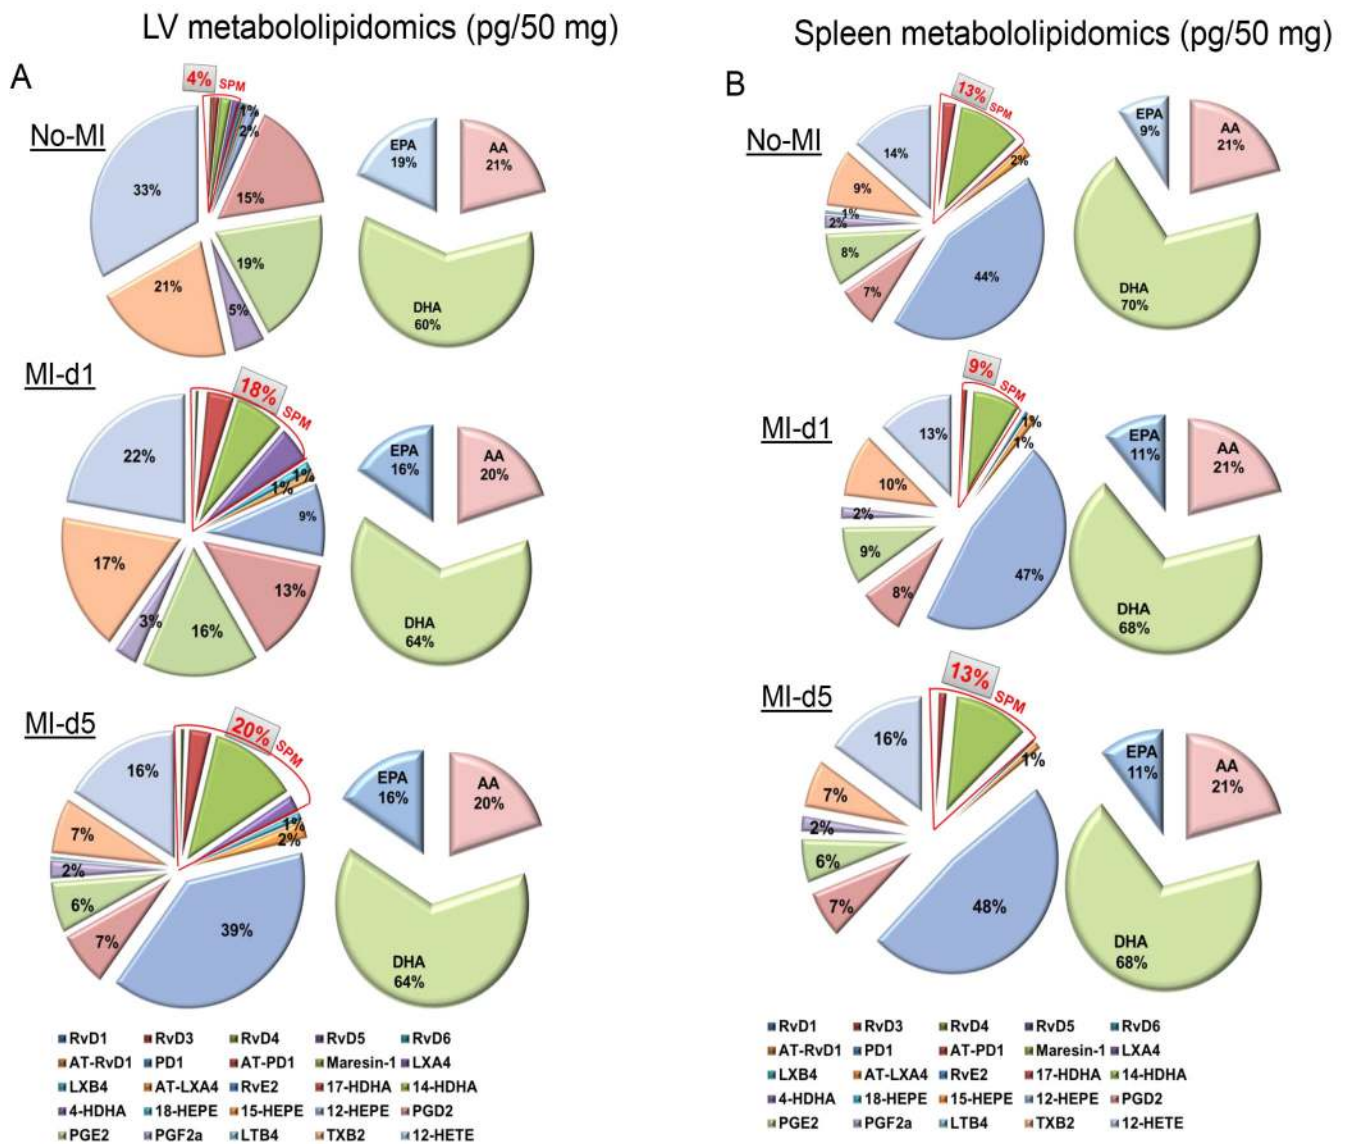 LV metabololipidomics (pg/50 mg)
Spleen metabololipidomics (pg/50 mg)
A
No-MI
4% SPM
1%
2%
33%
15%
19%
21%
5%
EPA
19%
AA
21%
DHA
60%
MI-d1
18% SPM
22%
1%
1%
9%
17%
13%
3%
16%
EPA
16%
AA
20%
DHA
64%
MI-d5
20% SPM
16%
1%
2%
7%
2%
6%
7%
39%
EPA
16%
AA
20%
DHA
64%
RvD1 RvD3 RvD4 RvD5 RvD6
AT-RvD1 PD1 AT-PD1 Maresin-1 LXA4
LXB4 AT-LXA4 RvE2 17-HDHA 14-HDHA
4-HDHA 18-HEPE 15-HEPE 12-HEPE PGD2
PGE2 PGF2a LTB4 TXB2 12-HETE
B
No-MI
13% SPM
14%
2%
9%
1%
2%
8%
7%
44%
EPA
9%
AA
21%
DHA
70%
MI-d1
9% SPM
13%
1%
1%
10%
2%
9%
8%
47%
EPA
11%
AA
21%
DHA
68%
MI-d5
13% SPM
16%
1%
7%
2%
6%
7%
48%
EPA
11%
AA
21%
DHA
68%
RvD1 RvD3 RvD4 RvD5 RvD6
AT-RvD1 PD1 AT-PD1 Maresin-1 LXA4
LXB4 AT-LXA4 RvE2 17-HDHA 14-HDHA
4-HDHA 18-HEPE 15-HEPE 12-HEPE PGD2
PGE2 PGF2a LTB4 TXB2 12-HETE